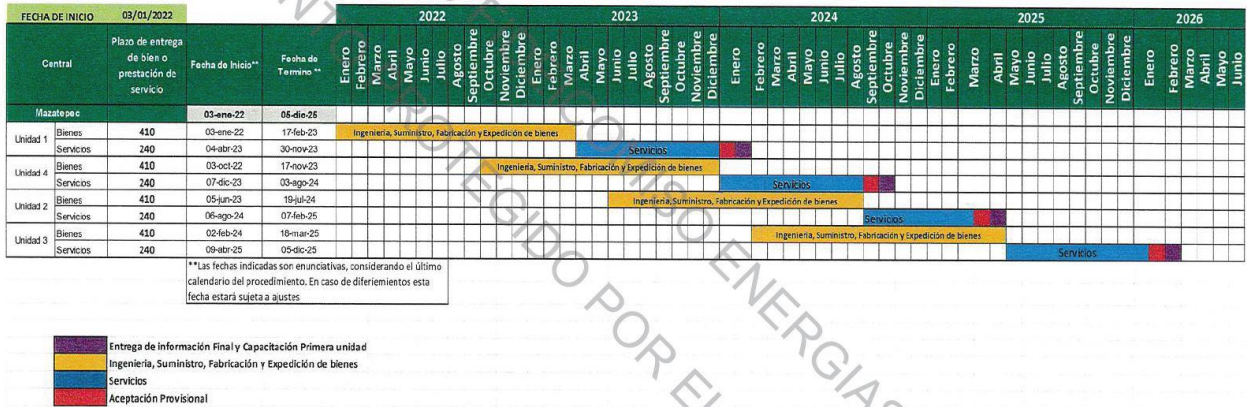 FECHA DE INICIO 03/01/2022 2022 2023 2024 2025 2026
Central Plazo de entrega de bien o prestación de servicio Fecha de Inicio** Fecha de Termino ** Enero Febrero Marzo Abril Mayo Junio Julio Agosto Septiembre Octubre Noviembre Diciembre Enero Febrero Marzo Abril Mayo Junio Julio Agosto Septiembre Octubre Noviembre Diciembre Enero Febrero Marzo Abril Mayo Junio Julio Agosto Septiembre Octubre Noviembre Diciembre Enero Febrero Marzo Abril Mayo Junio Julio Agosto Septiembre Octubre Noviembre Diciembre Enero Febrero Marzo Abril Mayo Junio
Mazatepec 03-ene-22 05-dic-25
Unidad 1 Bienes 410 03-ene-22 17-feb-23 Ingeniería, Suministro, Fabricación y Expedición de bienes
Servicios 240 04-abr-23 30-nov-23 Servicios
Unidad 4 Bienes 410 03-oct-22 17-nov-23 Ingeniería, Suministro, Fabricación y Expedición de bienes
Servicios 240 07-dic-23 03-ago-24 Servicios
Unidad 2 Bienes 410 05-jun-23 19-jul-24 Ingeniería, Suministro, Fabricación y Expedición de bienes
Servicios 240 06-ago-24 07-feb-25 Servicios
Unidad 3 Bienes 410 02-feb-24 18-mar-25 Ingeniería, Suministro, Fabricación y Expedición de bienes
Servicios 240 09-abr-25 05-dic-25 Servicios
**Las fechas indicadas son enunciativas, considerando el último
calendario del procedimiento. En caso de diferiemientos esta
fecha estará sujeta a ajustes
Entrega de información Final y Capacitación Primera unidad
Ingeniería, Suministro, Fabricación y Expedición de bienes
Servicios
Aceptación Provisional
PROTEGIDO POR EL
FIDEICOMISO ENERGIAS